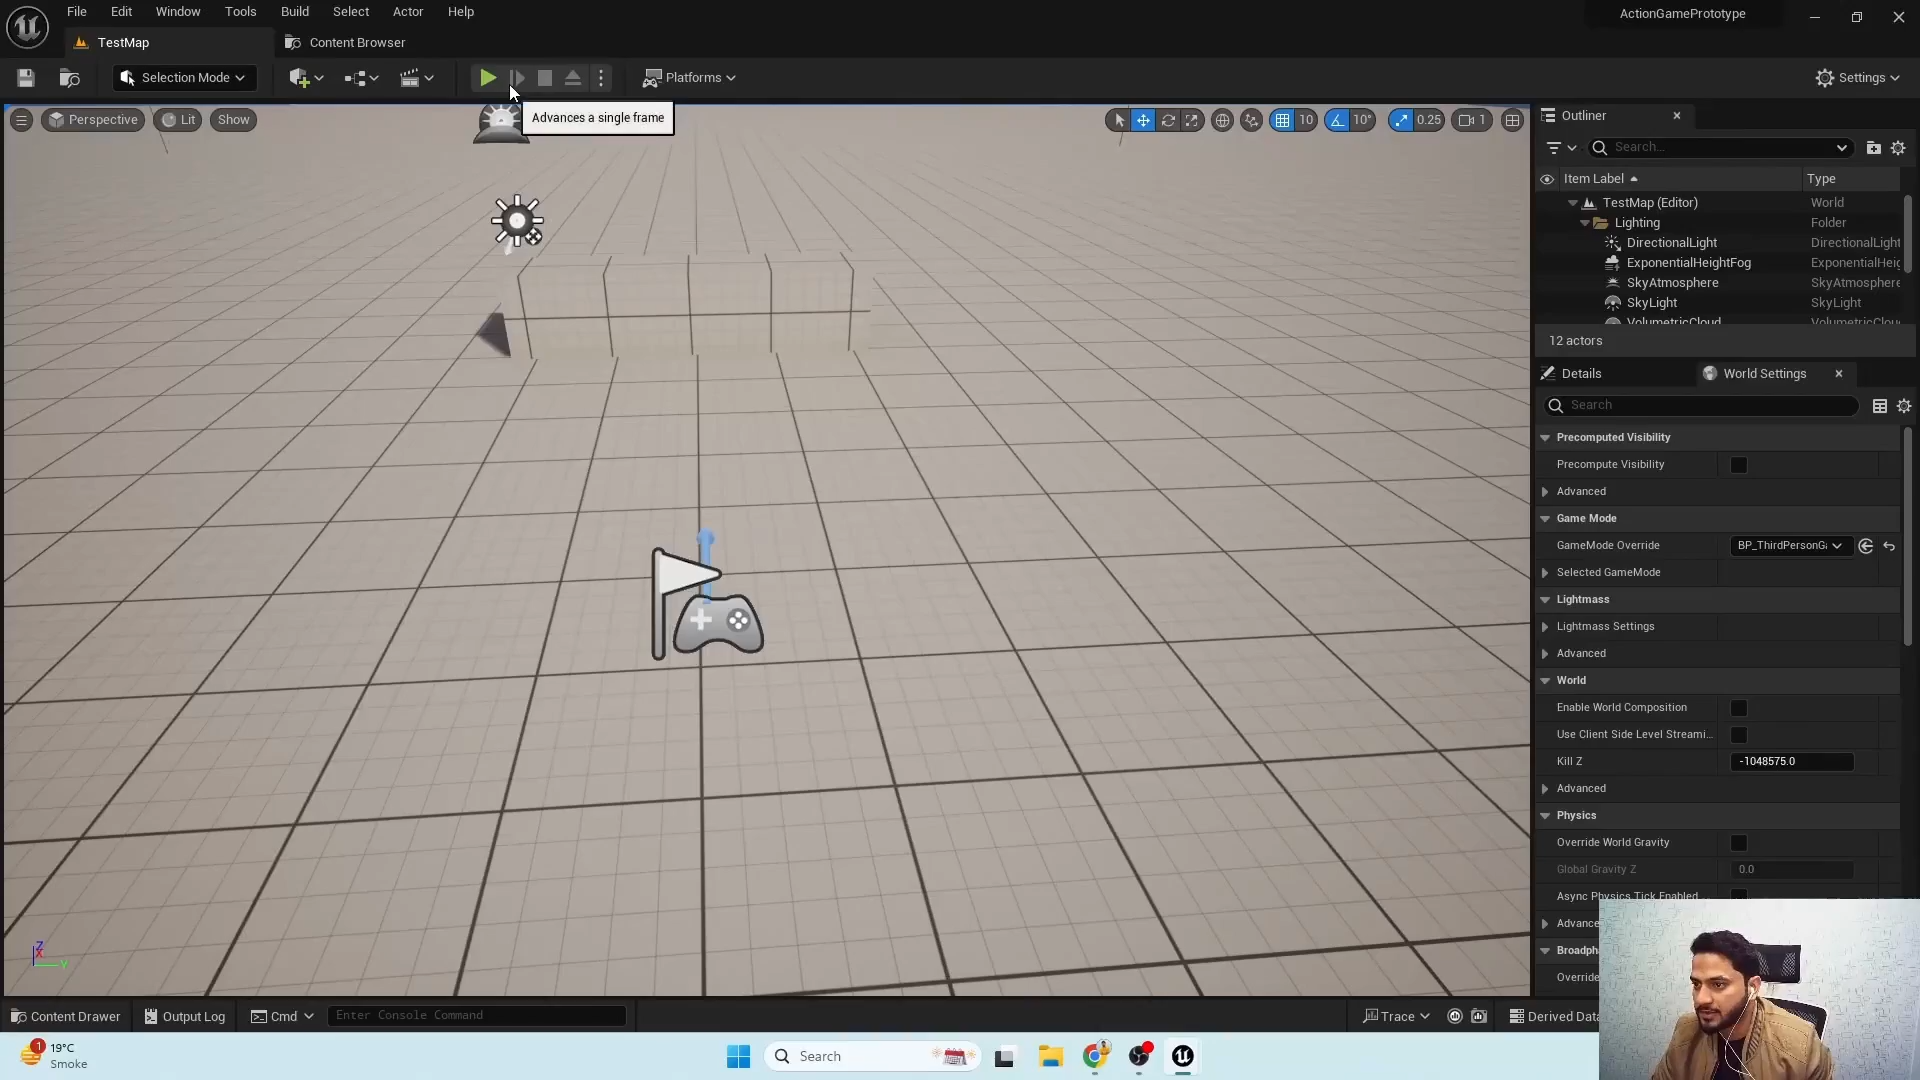 File Edit Window Tools Build Select Actor Help
ActionGamePrototype
TestMap
Content Browser
Selection Mode
Platforms
Settings
Perspective
Lit
Show
Advances a single frame
10
10°
0.25
1
Outliner
Search...
Item Label
Type
TestMap (Editor) World
Lighting Folder
DirectionalLight DirectionalLight
ExponentialHeightFog ExponentialHeig
SkyAtmosphere SkyAtmosphere
SkyLight SkyLight
VolumetricCloud VolumetricCloud
12 actors
Details
World Settings
Search
Precomputed Visibility
Precompute Visibility
Advanced
Game Mode
GameMode Override BP_ThirdPersonG
Selected GameMode
Lightmass
Lightmass Settings
Advanced
World
Enable World Composition
Use Client Side Level Streami...
Kill Z -1048575.0
Advanced
Physics
Override World Gravity
Global Gravity Z 0.0
Async Physics Tick Enabled
Advance
Broadpha
Override
Z
X
Y
Content Drawer
Output Log
Cmd
Enter Console Command
Trace
Derived Data
1
19°C
Smoke
Search